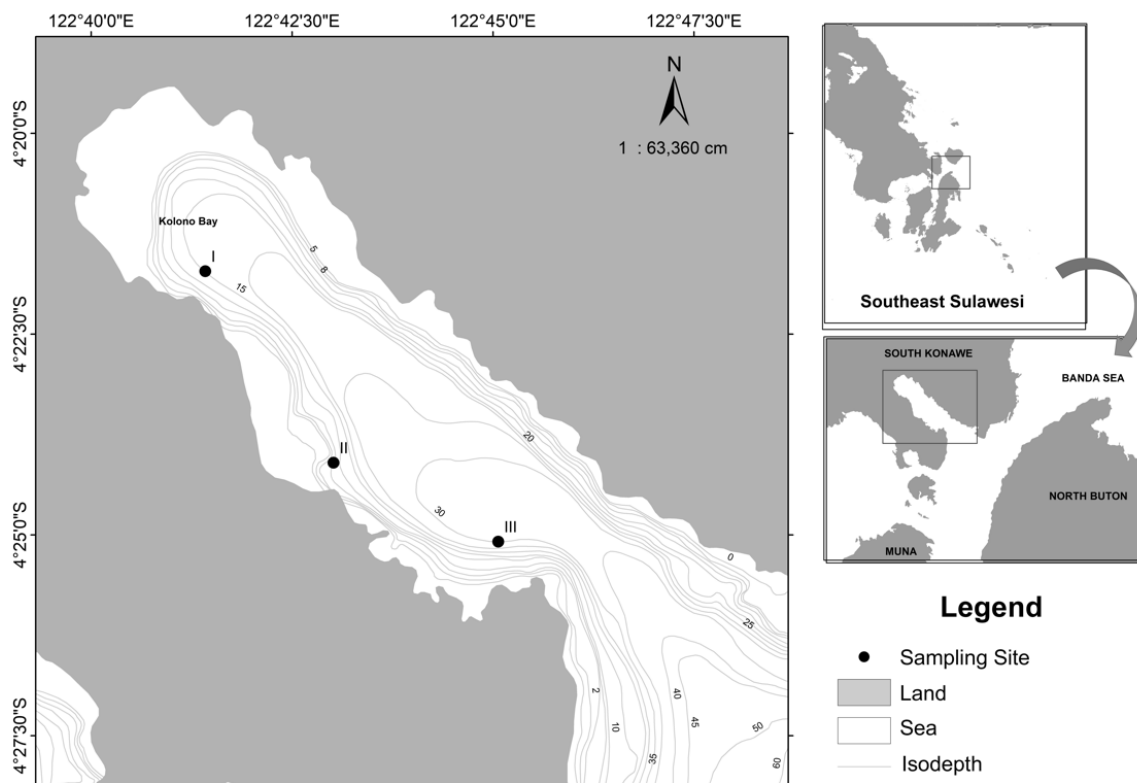 122°40'0"E
122°42'30"E
122°45'0"E
122°47'30"E
4°20'0"S
4°22'30"S
4°25'0"S
4°27'30"S
N
1 : 63,360 cm
Kolono Bay
I
15
5
8
II
20
30
III
0
25
2
10
35
40
45
50
60
Southeast Sulawesi
SOUTH KONAWE
BANDA SEA
NORTH BUTON
MUNA
Legend
Sampling Site
Land
Sea
Isodepth